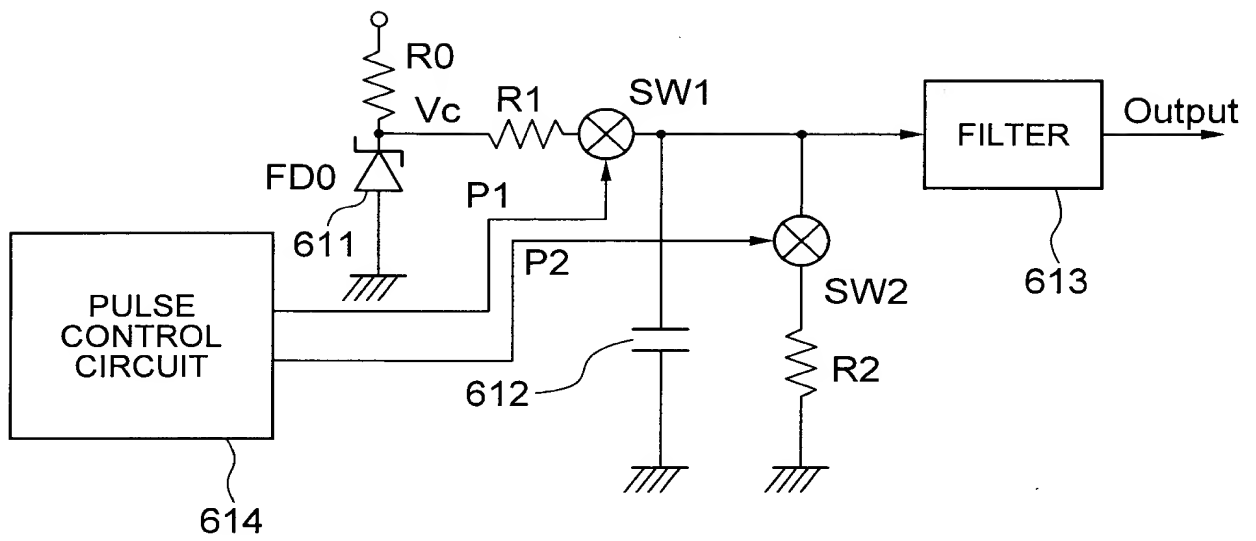 R0
Vc
R1
SW1
FILTER
Output
FD0
611
P1
P2
SW2
613
PULSE
CONTROL
CIRCUIT
612
R2
614